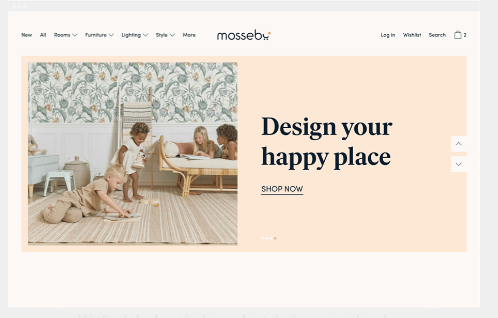 New All Rooms Furniture Lighting Style More mosseby Log in Wishlist Search 2
Design your
happy place
SHOP NOW